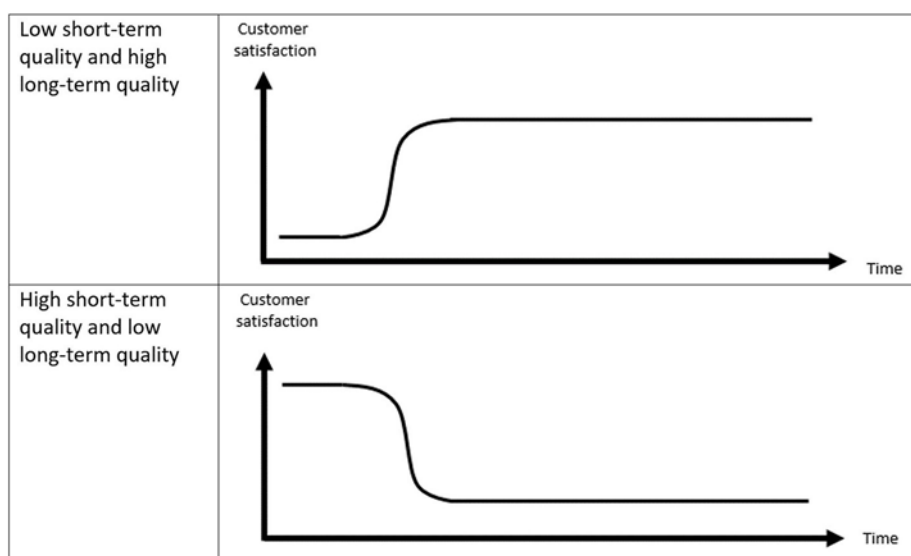 Low short-term
quality and high
long-term quality
Customer
satisfaction
Time
High short-term
quality and low
long-term quality
Customer
satisfaction
Time